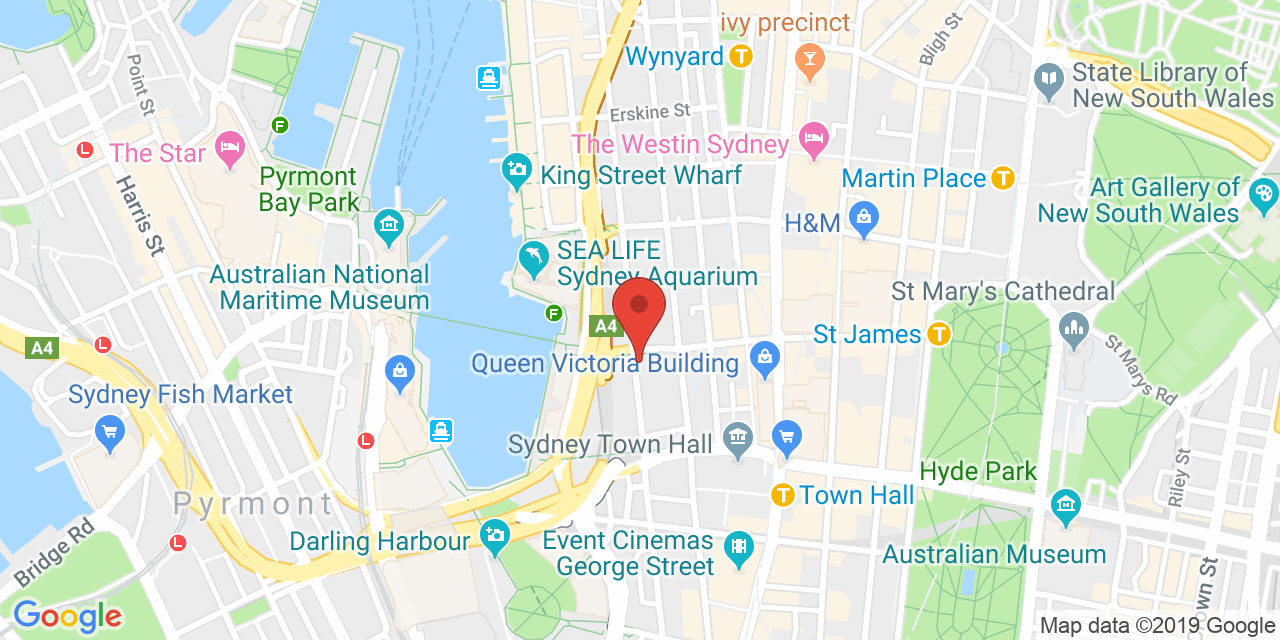 ivy precinct
Bligh St
Wynyard
T
State Library of
New South Wales
Point St
Erskine St
F
L
The Star
The Westin Sydney
Pyrmont
Bay Park
King Street Wharf
Martin Place
T
Art Gallery of
New South Wales
Harris St
H&M
SEA LIFE
Sydney Aquarium
Australian National
Maritime Museum
St Mary's Cathedral
F
A4
St James
T
A4
L
Queen Victoria Building
St Marys Rd
Sydney Fish Market
L
Sydney Town Hall
Hyde Park
Riley St
Town Hall
T
Pyrmont
Darling Harbour
Event Cinemas
George Street
Australian Museum
L
Bridge Rd
own St
Google
Map data ©2019 Google